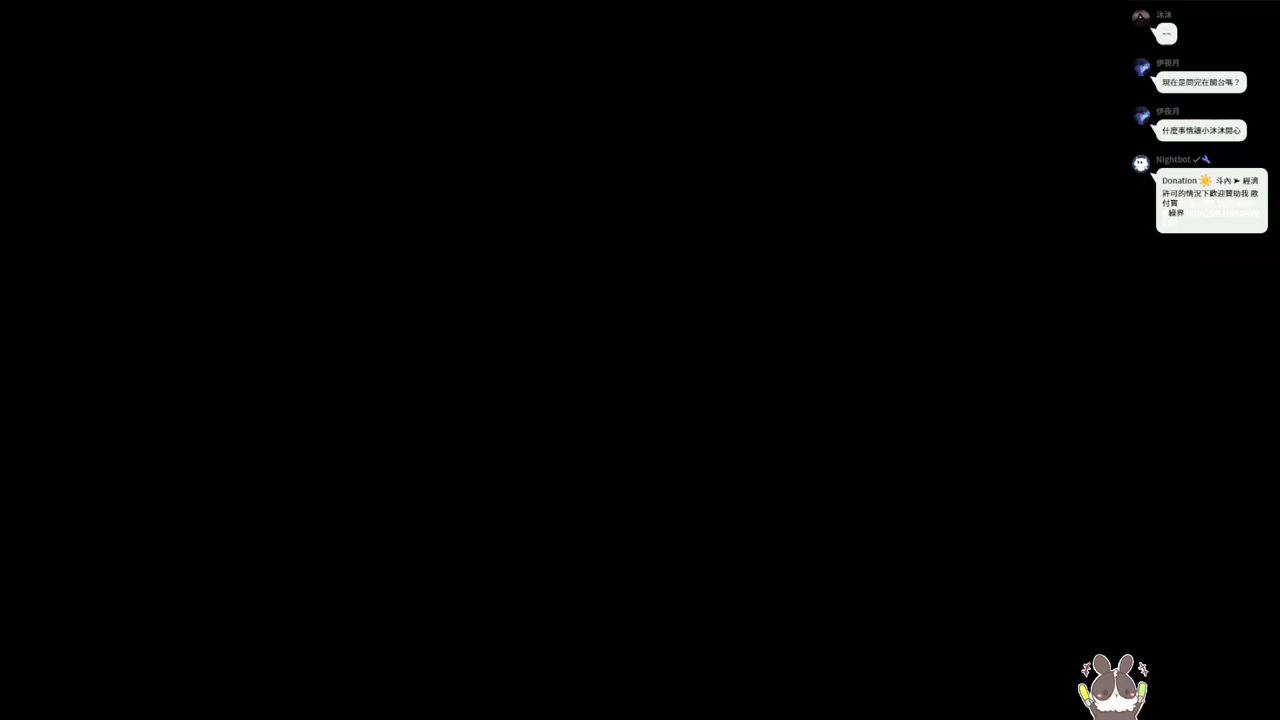 沐沐
伊夜月
現在是問完在關台嗎？
伊夜月
什麼事情讓小沐沐開心
Nightbot
Donation 斗內 ➤ 經濟
許可的情況下歡迎贊助我 歐
付寶
綠界